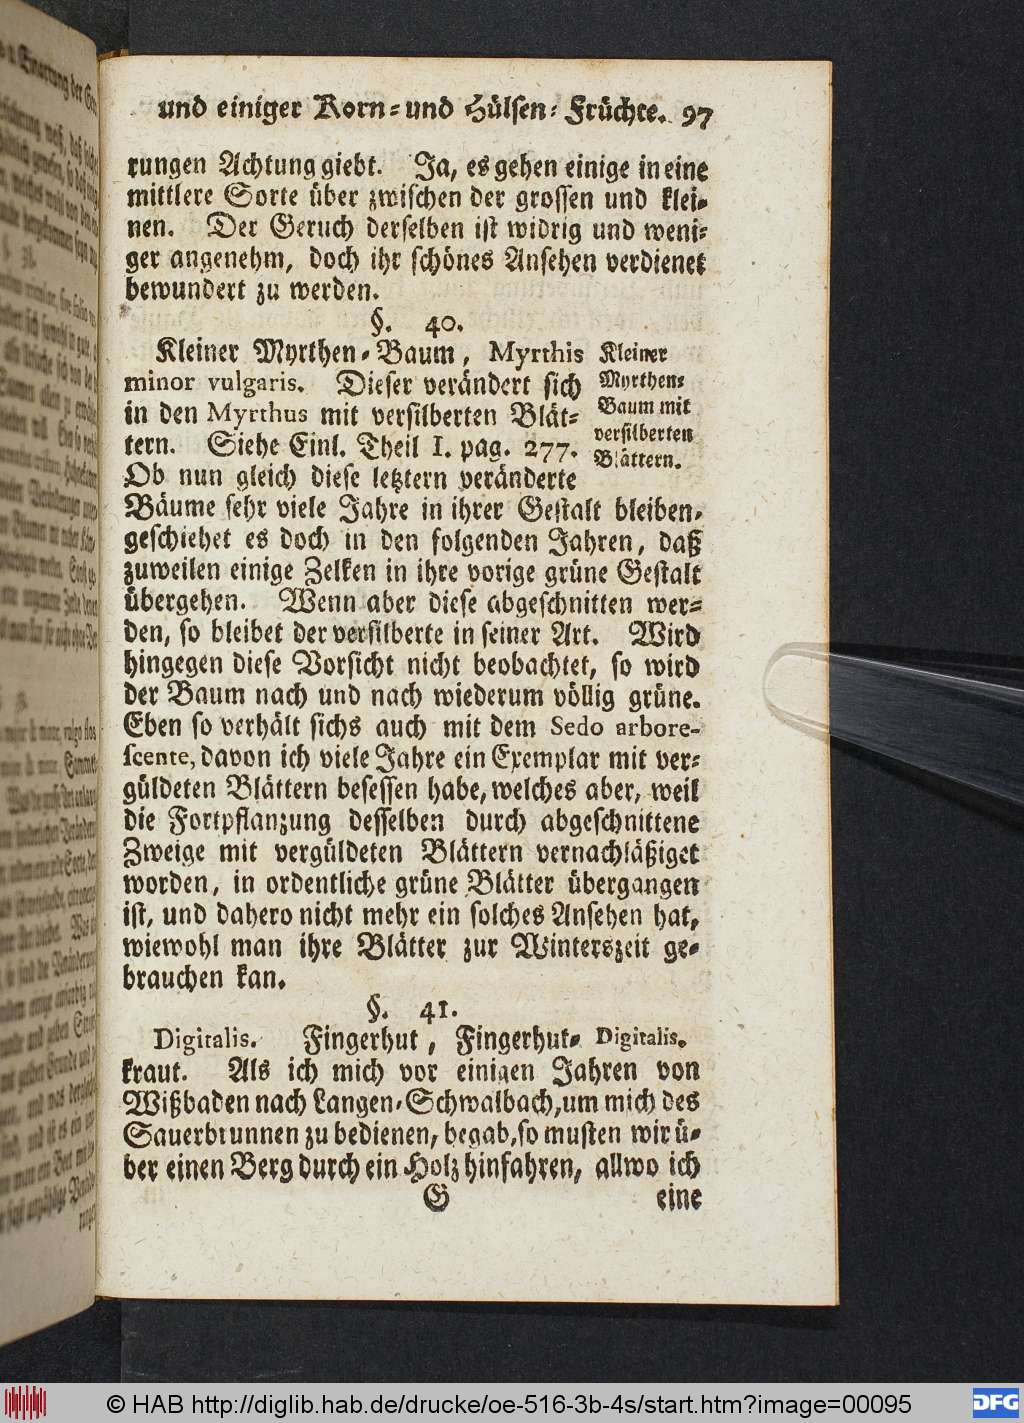 und einiger Korn- und Hülsen-Früchte. 97
rungen Achtung giebt. Ja, es gehen einige in eine
mittlere Sorte über zwischen der grossen und klei-
nen. Der Geruch derselben ist widrig und weni-
ger angenehm, doch ihr schönes Ansehen verdienet
bewundert zu werden.
§. 40.
Kleiner Myrthen-Baum, Myrthis
minor vulgaris. Dieser verändert sich
in den Myrthus mit versilberten Blät-
tern. Siehe Einl. Theil I. pag. 277.
Ob nun gleich diese letztern veränderte
Kleiner
Myrthen-
Baum mit
versilberten
Blättern.
Bäume sehr viele Jahre in ihrer Gestalt bleiben,
geschiehet es doch in den folgenden Jahren, daß
zuweilen einige Zelken in ihre vorige grüne Gestalt
übergehen. Wenn aber diese abgeschnitten wer-
den, so bleibet der versilberte in seiner Art. Wird
hingegen diese Vorsicht nicht beobachtet, so wird
der Baum nach und nach wiederum völlig grüne.
Eben so verhält sichs auch mit dem Sedo arbore-
scente, davon ich viele Jahre ein Exemplar mit ver-
güldeten Blättern besessen habe, welches aber, weil
die Fortpflanzung desselben durch abgeschnittene
Zweige mit vergüldeten Blättern vernachläßiget
worden, in ordentliche grüne Blätter übergangen
ist, und dahero nicht mehr ein solches Ansehen hat,
wiewohl man ihre Blätter zur Winterszeit ge-
brauchen kan.
§. 41.
Digitalis. Fingerhut, Fingerhut-
Digitalis.
kraut. Als ich mich vor einigen Jahren von
Wißbaden nach Langen-Schwalbach, um mich des
Sauerbrunnen zu bedienen, begab, so musten wir ü-
ber einen Berg durch ein Holz hinfahren, allwo ich
G eine
© HAB http://diglib.hab.de/drucke/oe-516-3b-4s/start.htm?image=00095
DFG